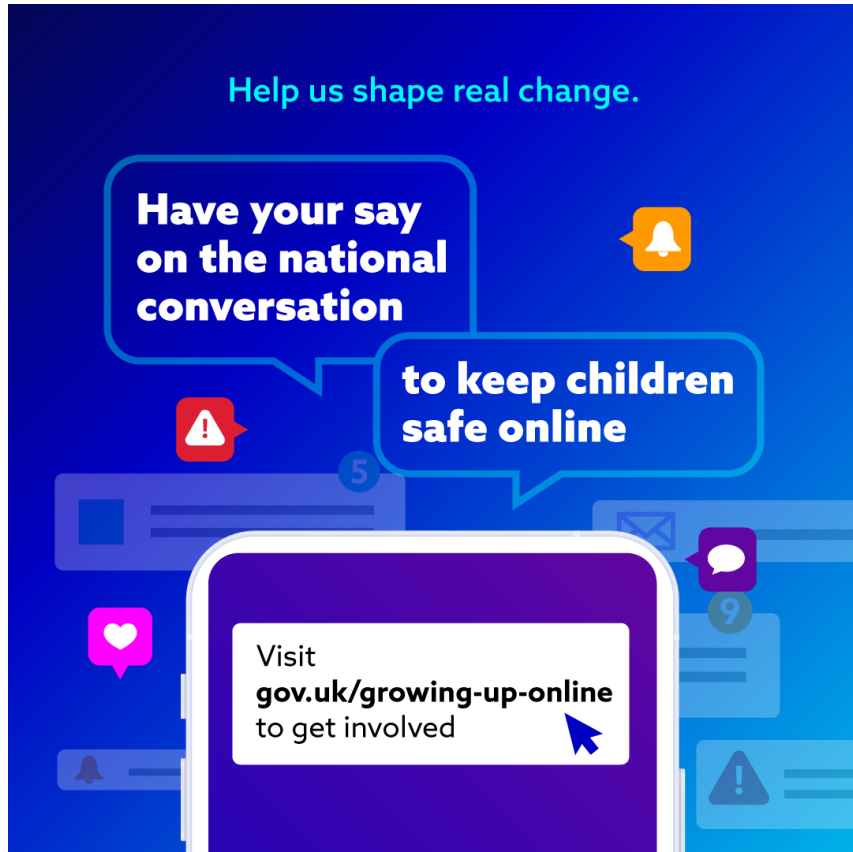 Help us shape real change.
Have your say
on the national
conversation
to keep children
safe online
5
9
Visit
gov.uk/growing-up-online
to get involved